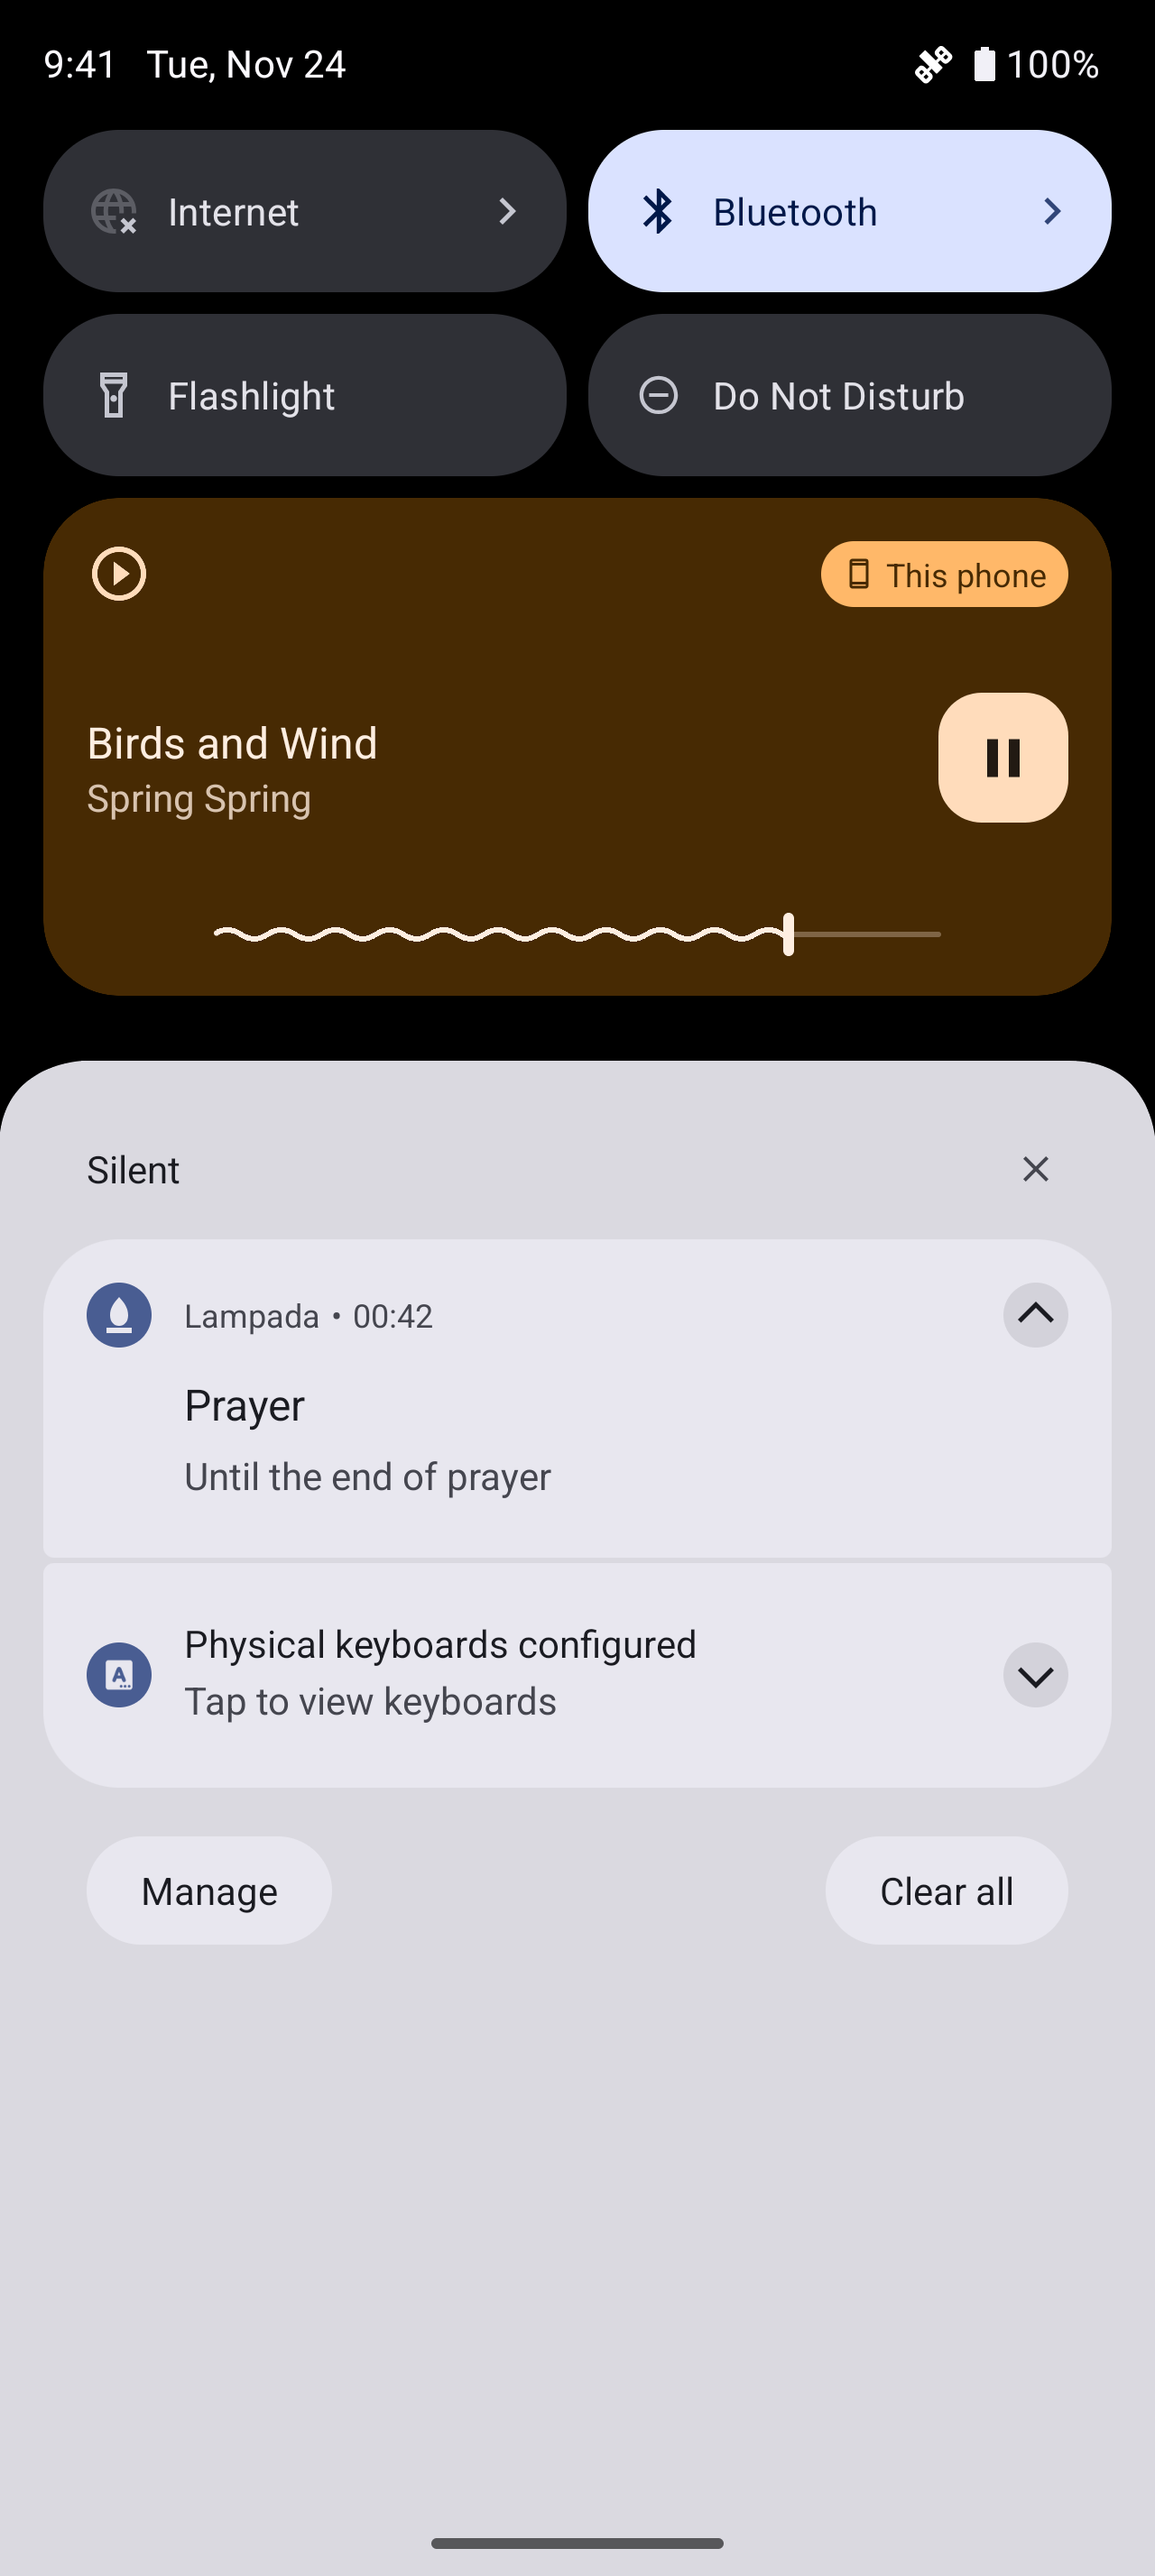 9:41 Tue, Nov 24 100%
Internet
Bluetooth
Flashlight
Do Not Disturb
This phone
Birds and Wind
Spring Spring
Silent
Lampada • 00:42
Prayer
Until the end of prayer
Physical keyboards configured
Tap to view keyboards
Manage
Clear all